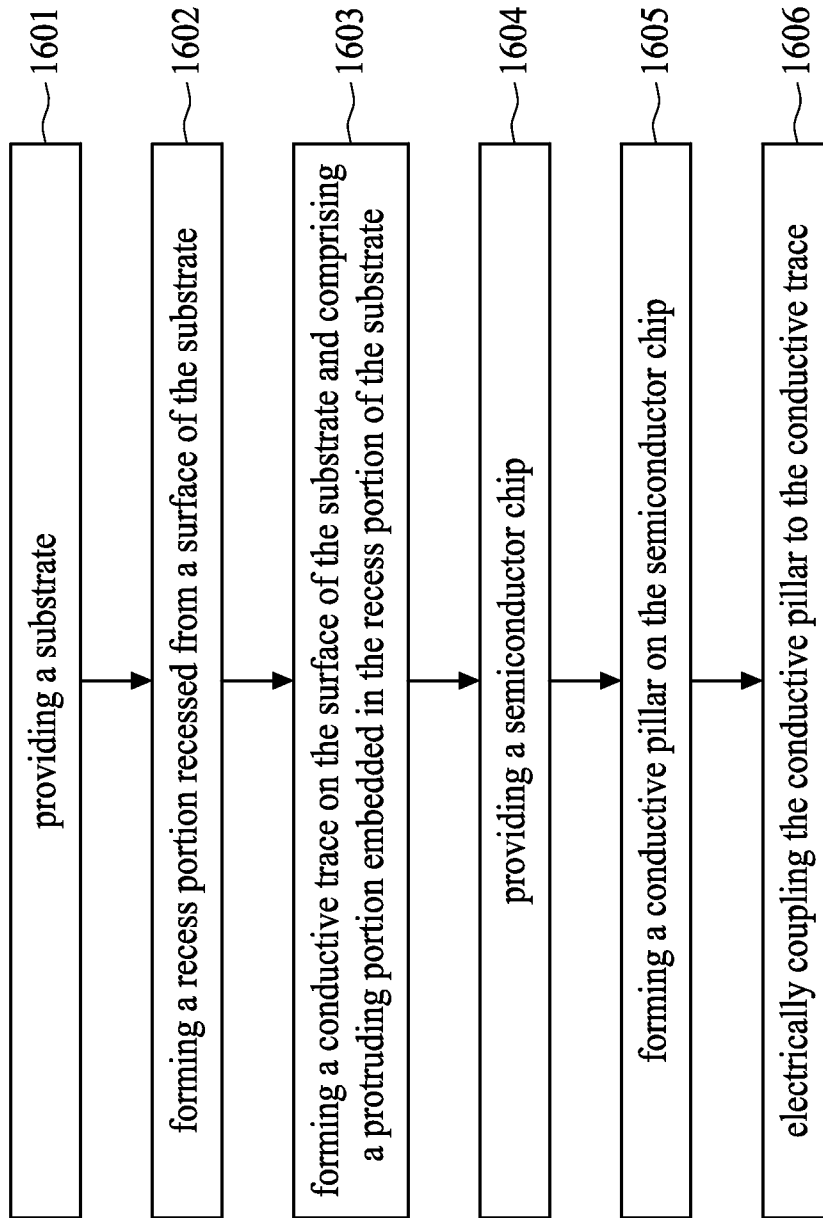 providing a substrate
1601
forming a recess portion recessed from a surface of the substrate
1602
forming a conductive trace on the surface of the substrate and comprising
a protruding portion embedded in the recess portion of the substrate
1603
providing a semiconductor chip
1604
forming a conductive pillar on the semiconductor chip
1605
electrically coupling the conductive pillar to the conductive trace
1606